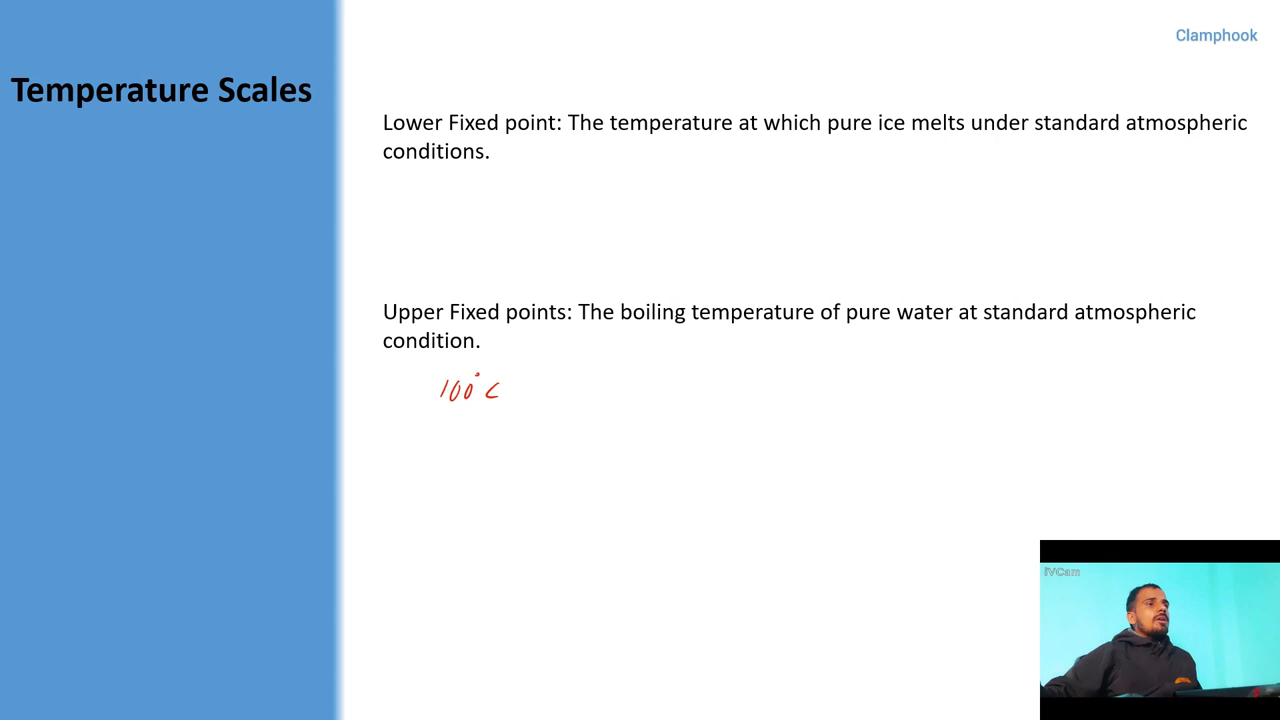 Clamphook
Temperature Scales
Lower Fixed point: The temperature at which pure ice melts under standard atmospheric
conditions.
Upper Fixed points: The boiling temperature of pure water at standard atmospheric
condition.
100°C
iVCam